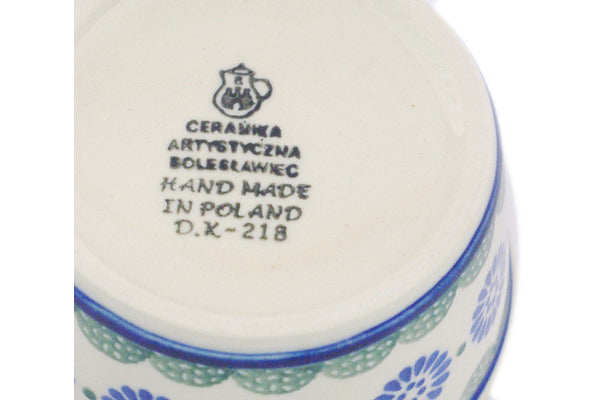 CERAMIKA
ARTYSTYCZNA
BOLESŁAWIEC
HAND MADE
IN POLAND
D.K-218